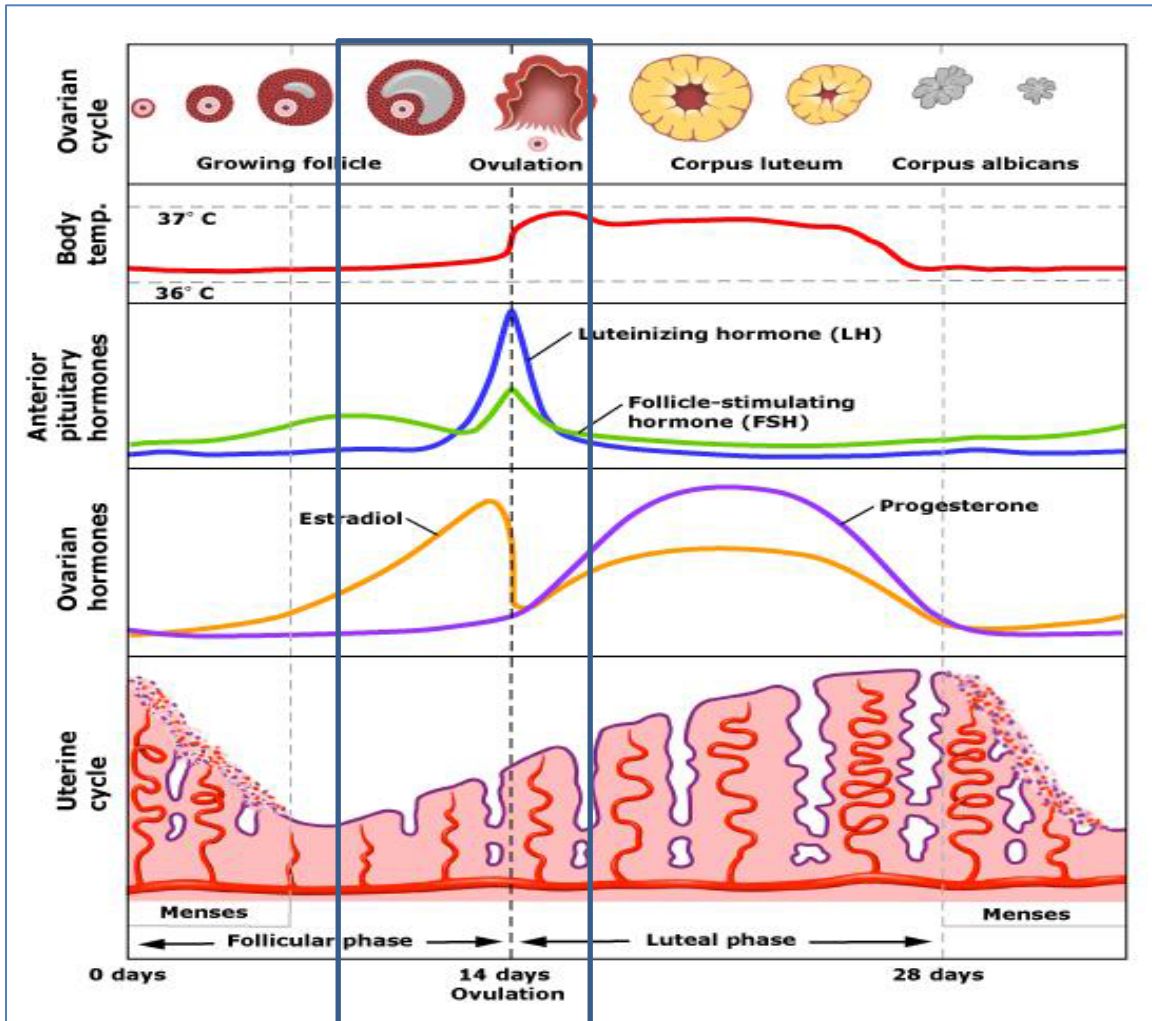 Ovarian
cycle
Growing follicle
Ovulation
Corpus luteum
Corpus albicans
Body
temp.
37° C
36° C
Anterior
pituitary
hormones
Luteinizing hormone (LH)
Follicle-stimulating
hormone (FSH)
Ovarian
hormones
Estradiol
Progesterone
Uterine
cycle
Menses
Menses
Follicular phase
Luteal phase
0 days
14 days
Ovulation
28 days